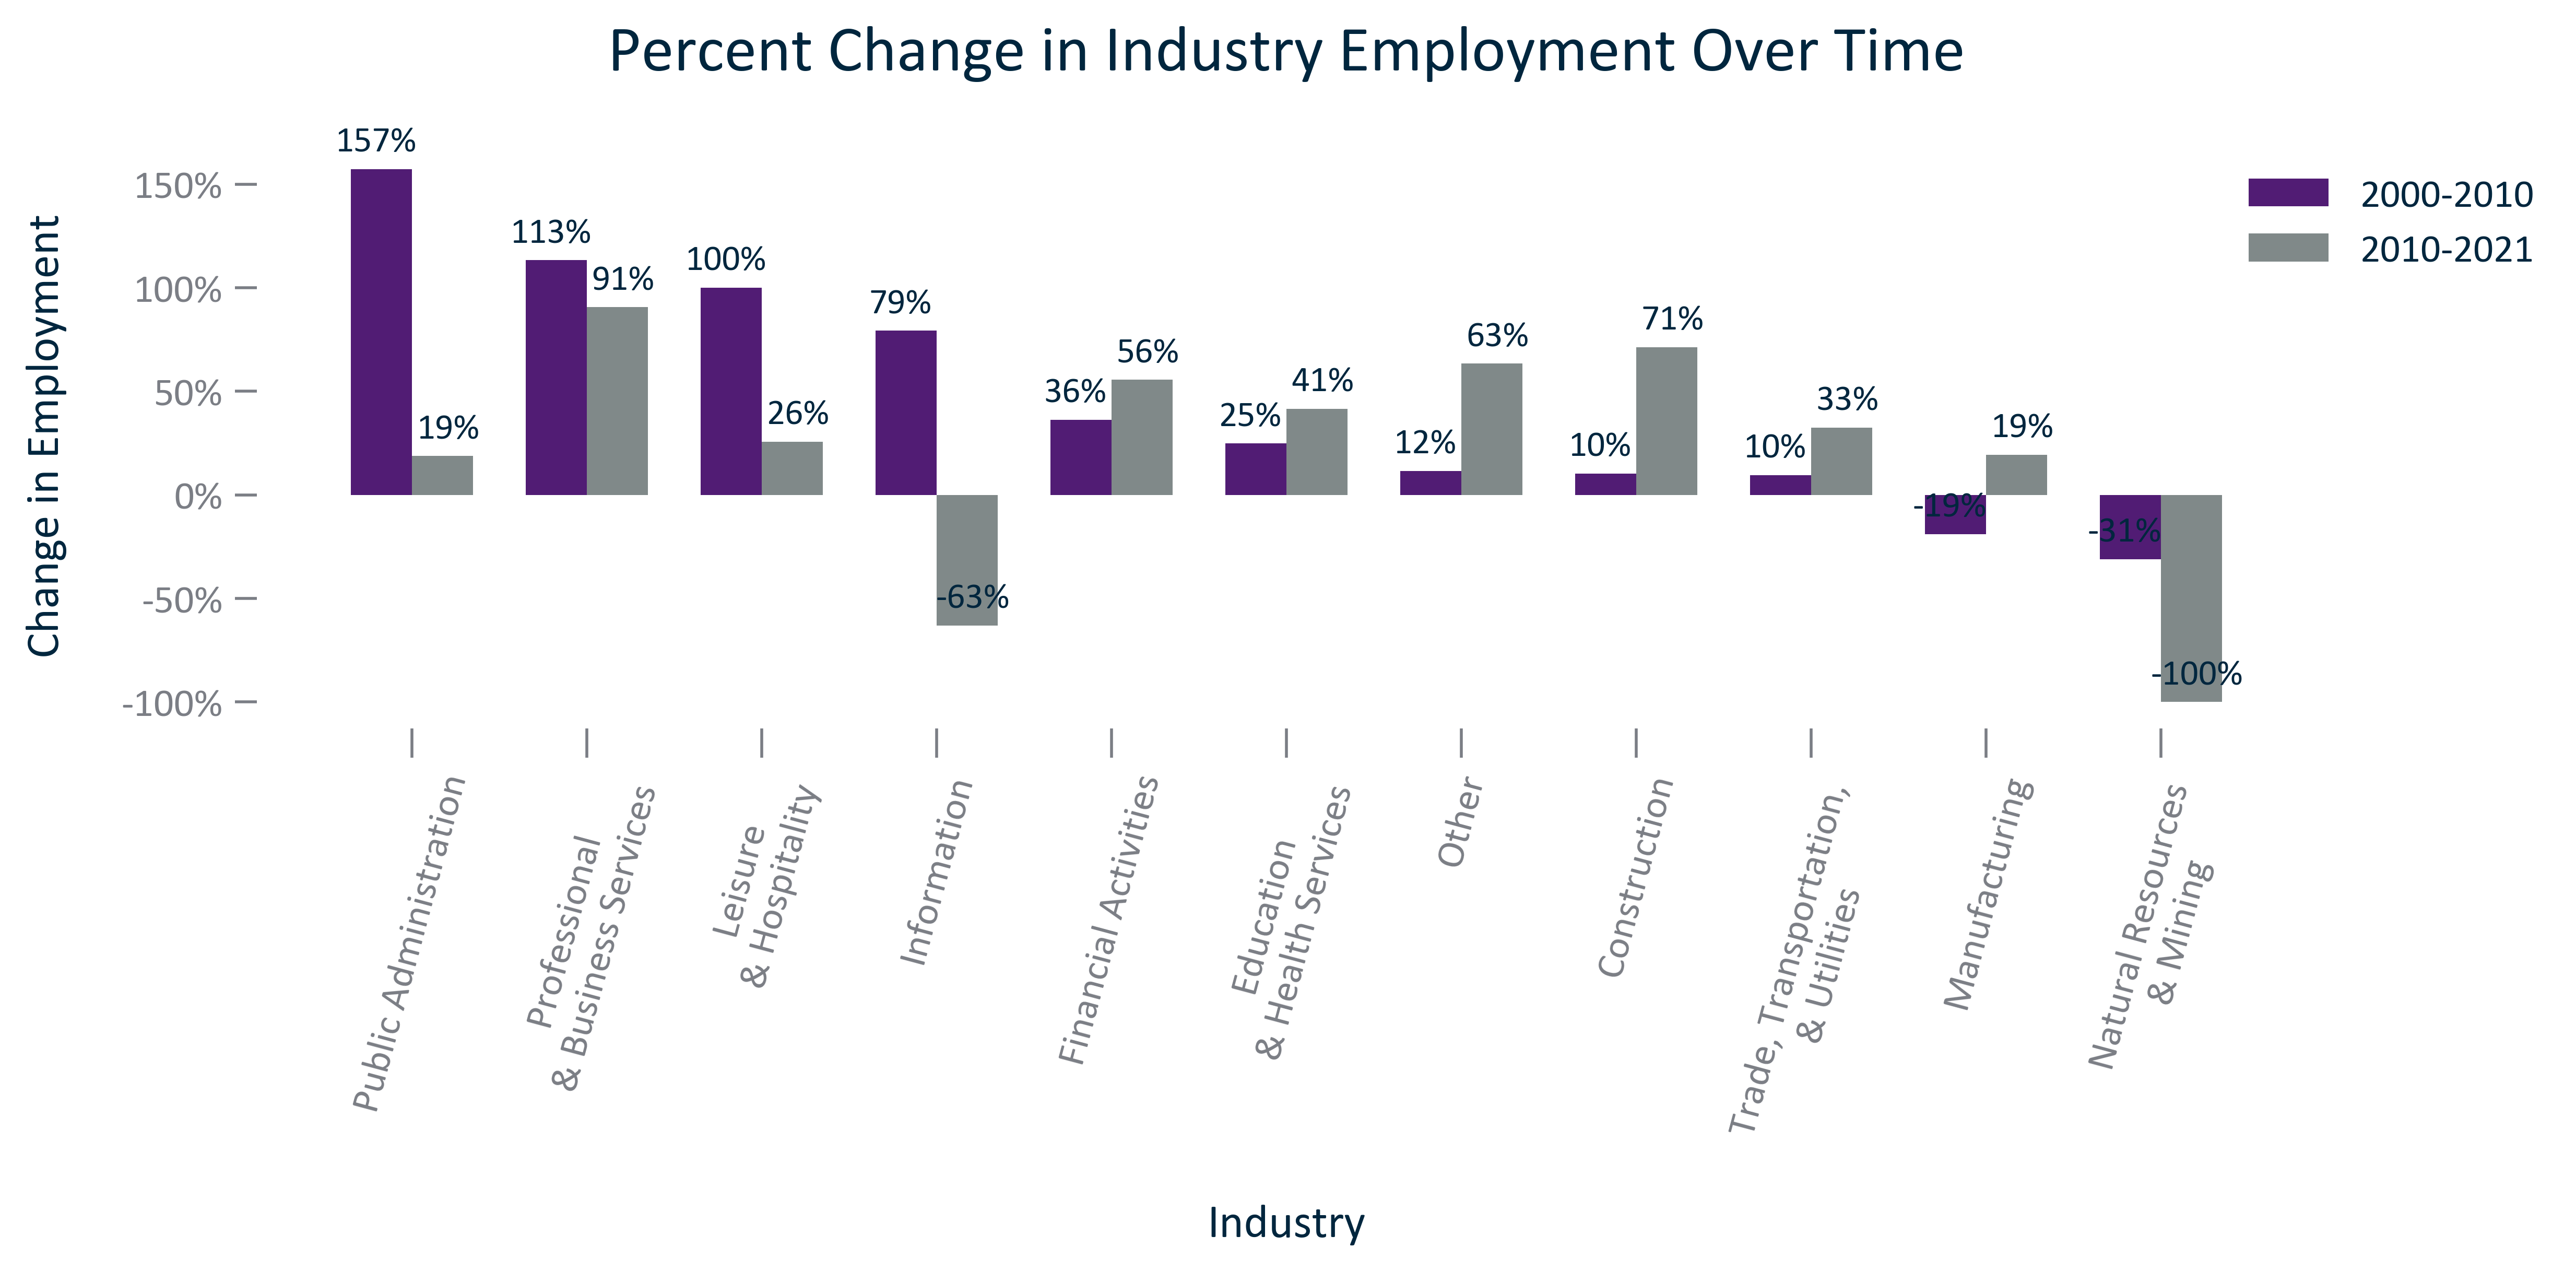 Percent Change in Industry Employment Over Time
Change in Employment
150%
100%
50%
0%
-50%
-100%
157%
19%
113%
91%
100%
26%
79%
-63%
36%
56%
25%
41%
12%
63%
10%
71%
10%
33%
-19%
19%
-31%
-100%
2000-2010
2010-2021
Public Administration
Professional
& Business Services
Leisure
& Hospitality
Information
Financial Activities
Education
& Health Services
Other
Construction
Trade, Transportation,
& Utilities
Manufacturing
Natural Resources
& Mining
Industry